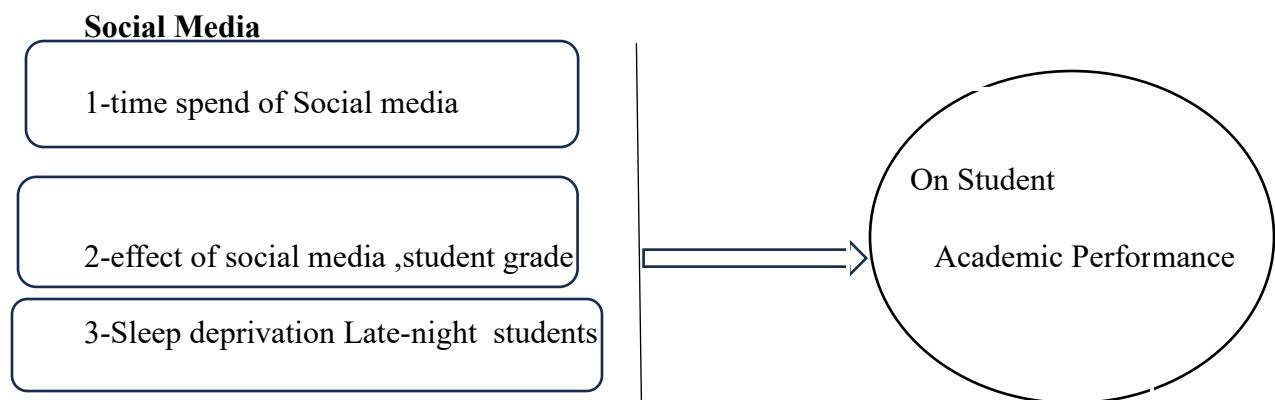 Social Media
1-time spend of Social media
On Student
2-effect of social media ,student grade
Academic Performance
3-Sleep deprivation Late-night  students